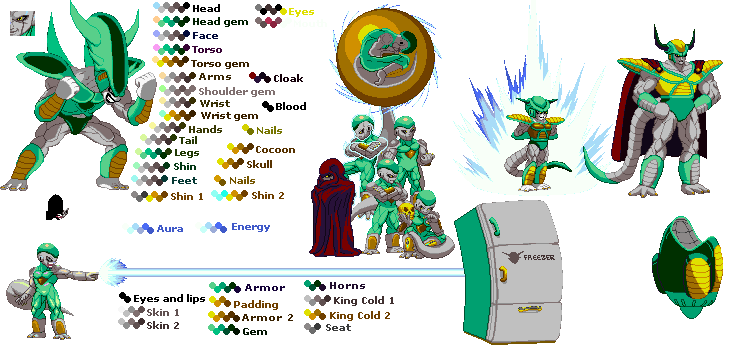 Head
Eyes
Head gem
Face
Torso
Torso gem
Arms
Cloak
Shoulder gem
Wrist
Blood
Wrist gem
Hands
Nails
Tail
Legs
Cocoon
Shin
Skull
Feet
Nails
Shin 1
Shin 2
Aura
Energy
FREEZER
Eyes and lips
Skin 1
Skin 2
Armor
Padding
Armor 2
Gem
Horns
King Cold 1
King Cold 2
Seat